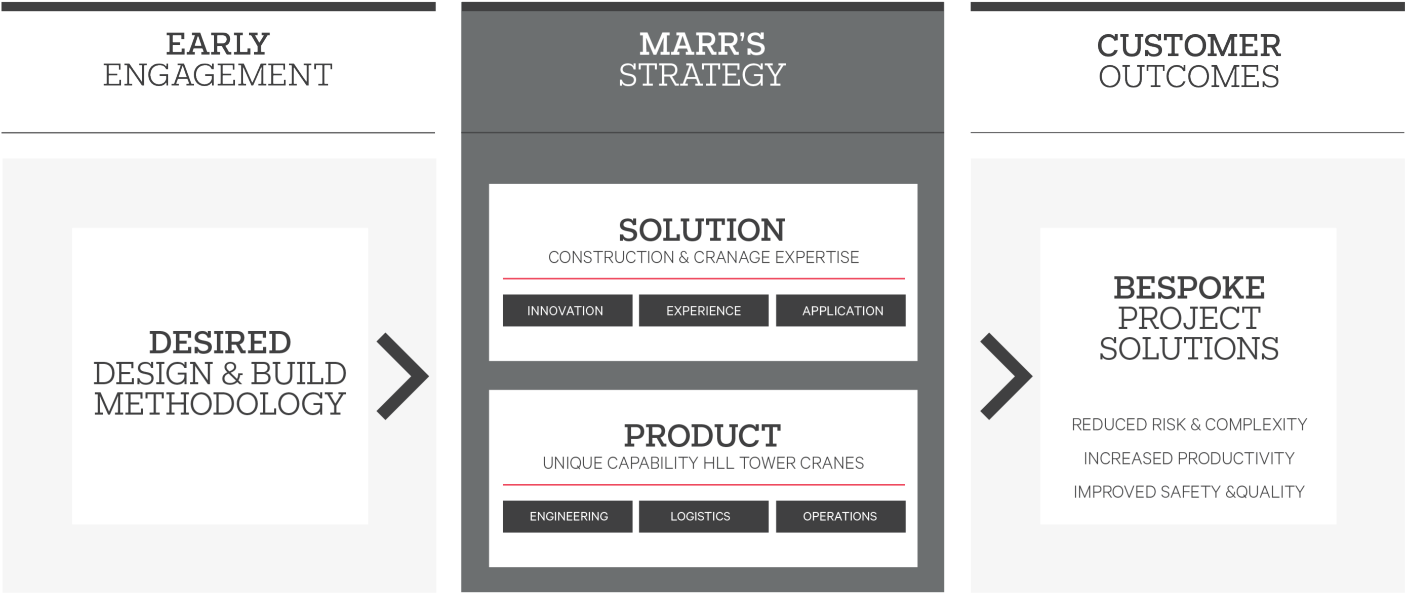 EARLY
ENGAGEMENT
DESIRED
DESIGN & BUILD
METHODOLOGY
MARR'S
STRATEGY
SOLUTION
CONSTRUCTION & CRANAGE EXPERTISE
INNOVATION
EXPERIENCE
APPLICATION
PRODUCT
UNIQUE CAPABILITY HLL TOWER CRANES
ENGINEERING
LOGISTICS
OPERATIONS
CUSTOMER
OUTCOMES
BESPOKE
PROJECT
SOLUTIONS
REDUCED RISK & COMPLEXITY
INCREASED PRODUCTIVITY
IMPROVED SAFETY &QUALITY